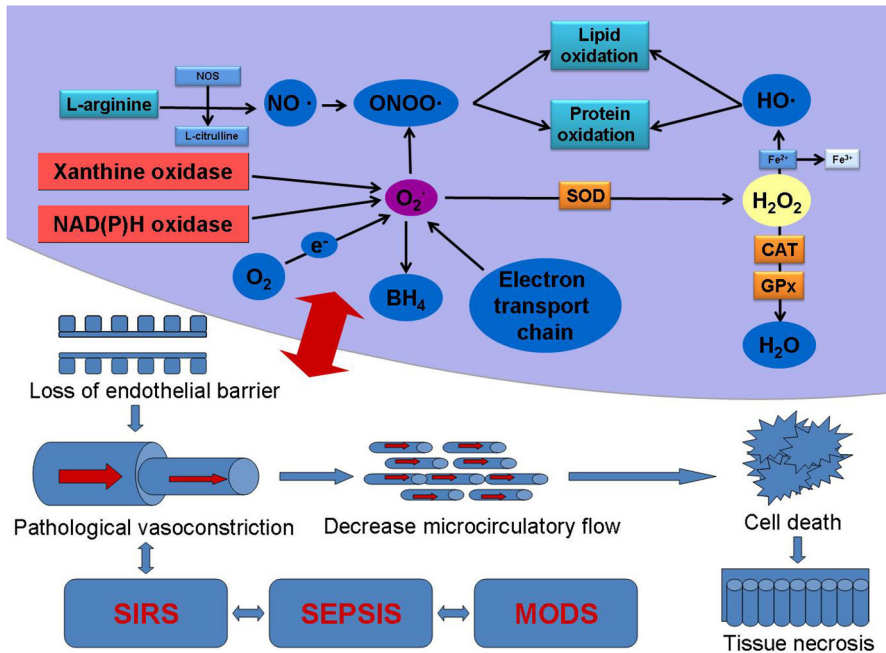 Lipid
oxidation
NOS
L-arginine
NO ·
ONOO·
HO·
L-citrulline
Protein
oxidation
Fe²⁺
Fe³⁺
Xanthine oxidase
O₂·
SOD
H₂O₂
NAD(P)H oxidase
e⁻
CAT
O₂
Electron
transport
chain
GPx
BH₄
H₂O
Loss of endothelial barrier
Pathological vasoconstriction
Decrease microcirculatory flow
Cell death
SIRS
SEPSIS
MODS
Tissue necrosis